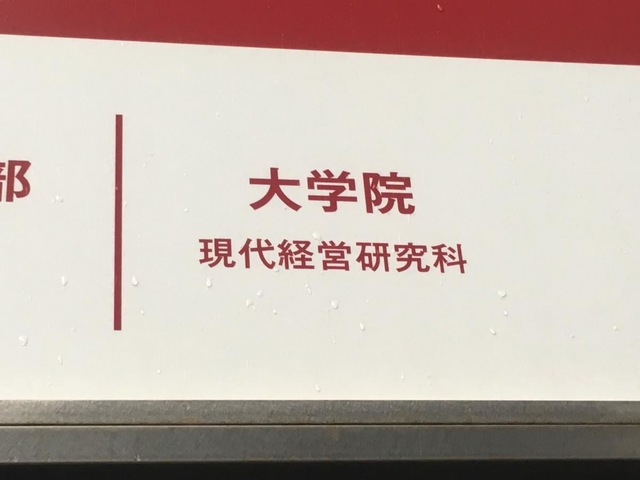 部
大学院
現代経営研究科